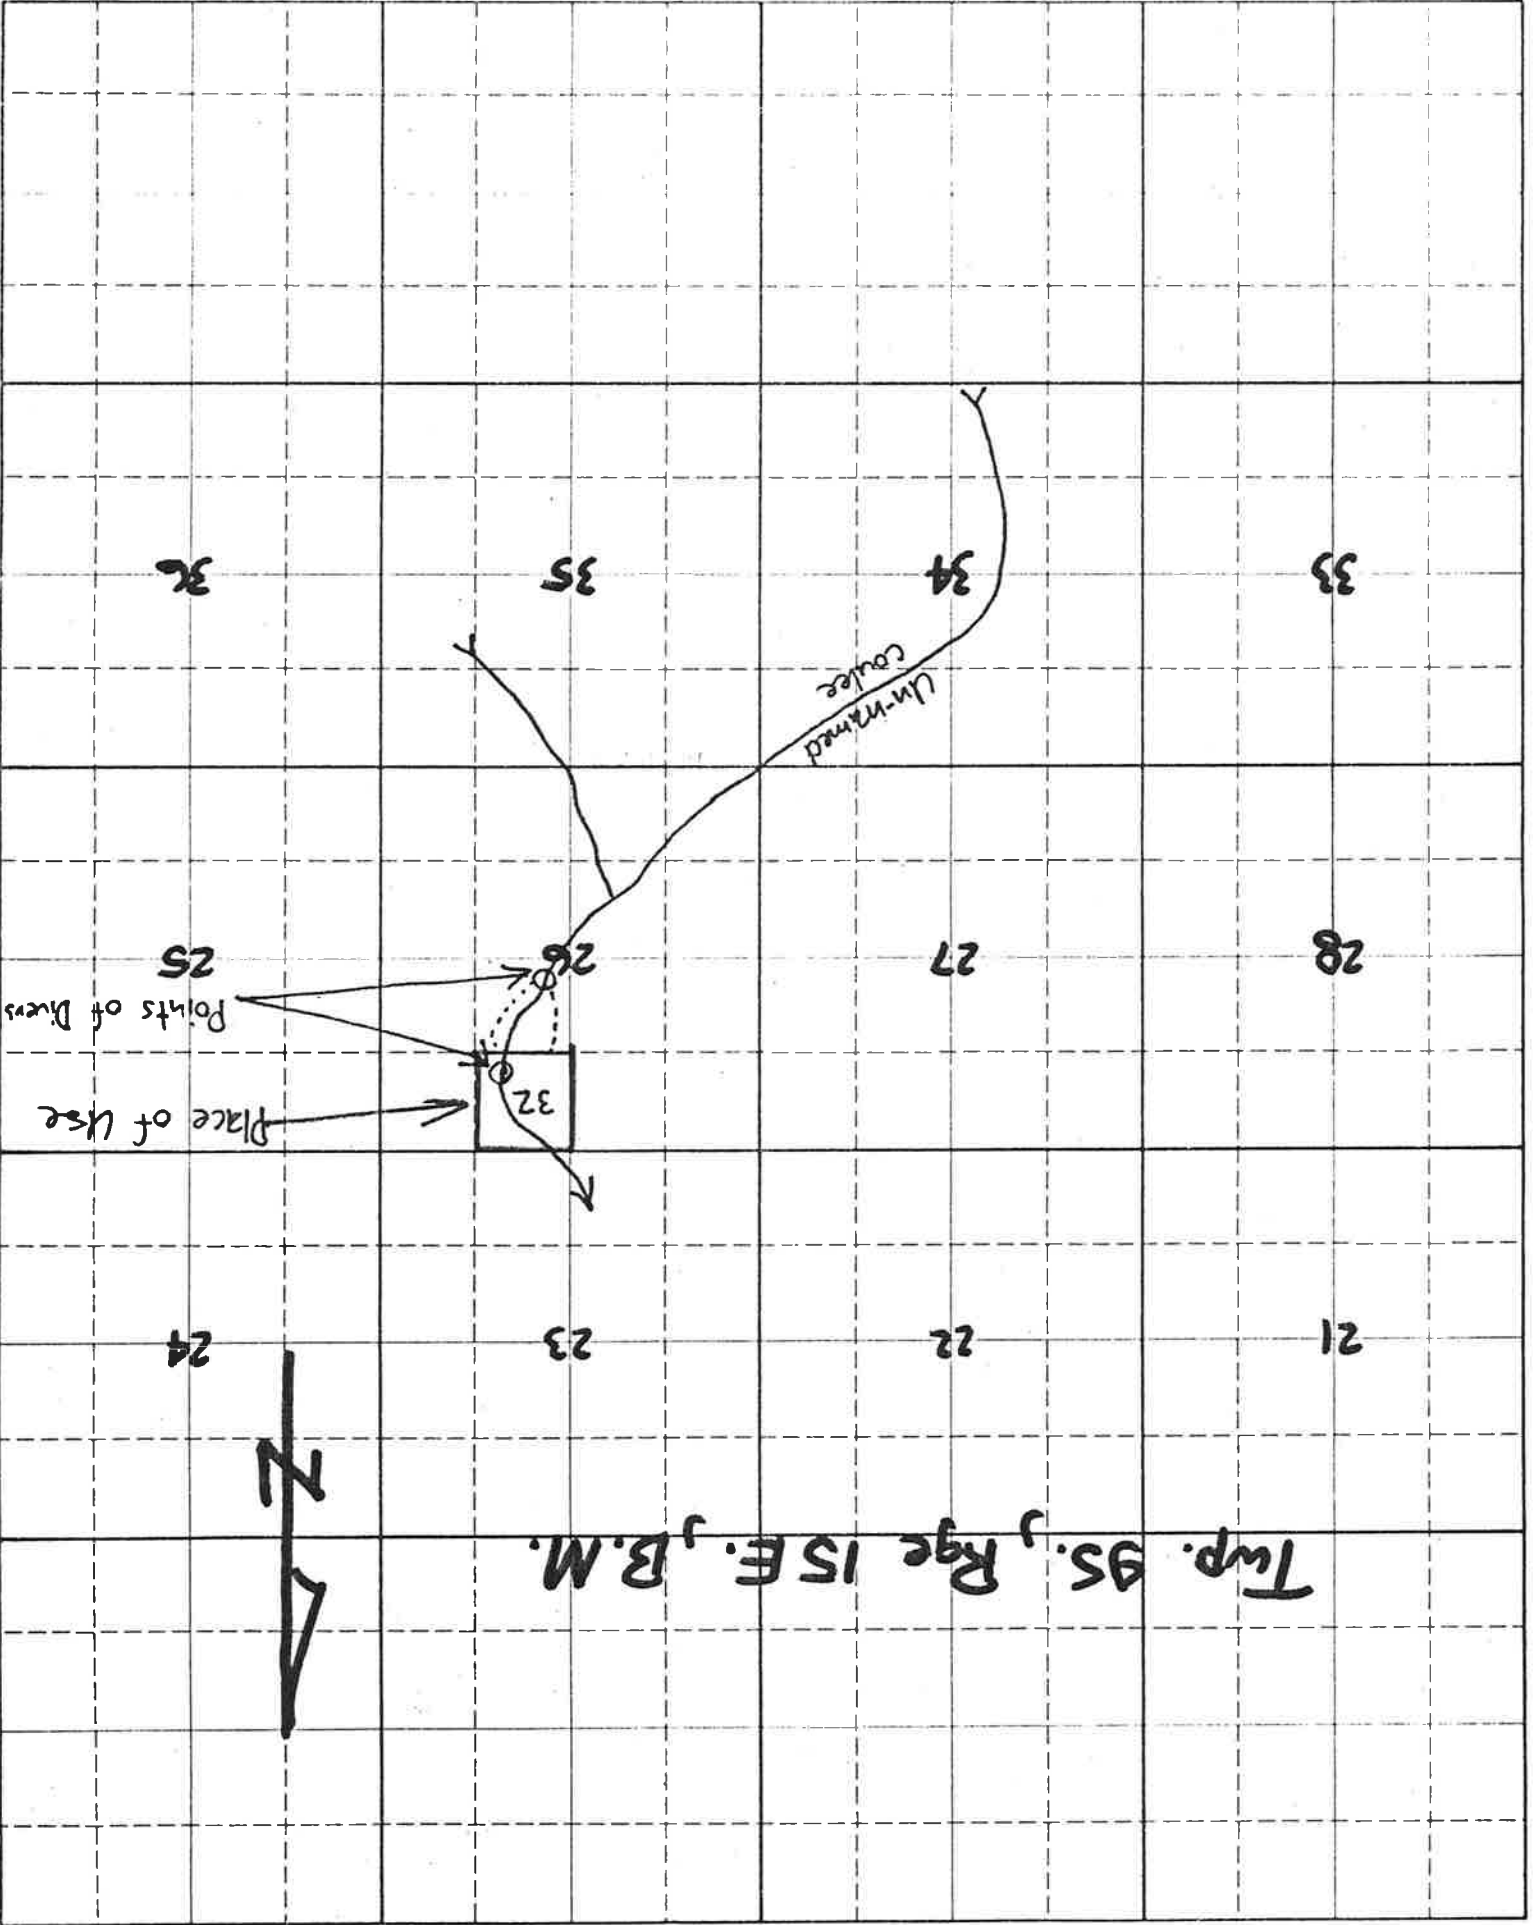 Twp. 9S., Rge 15E., B.M.
N
21
22
23
24
32
Place of Use
Points of Divers
28
27
26
25
Un-named
coulee
33
34
35
36